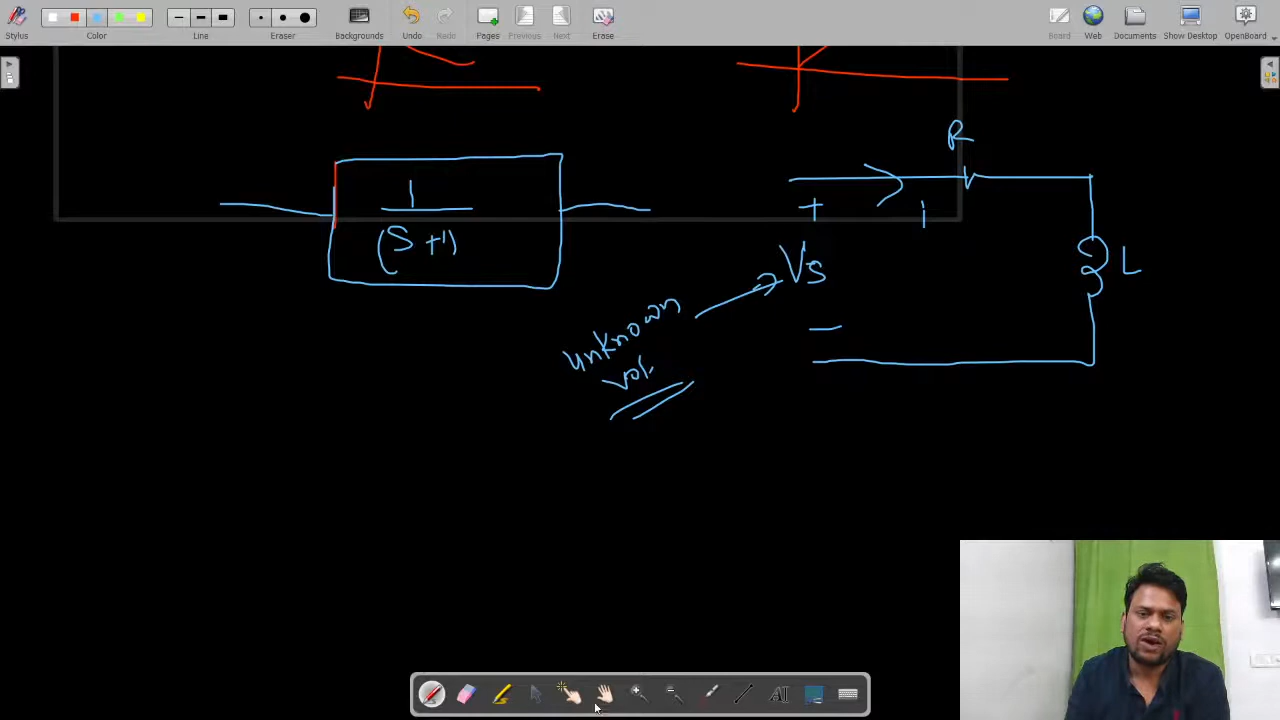 Stylus
Color
Line
Eraser
Backgrounds
Undo
Redo
Pages
Previous
Next
Erase
Board
Web
Documents
Show Desktop
OpenBoard
R
1
(S+1)
+
i
Vs
L
unknown
vol.
−
AI